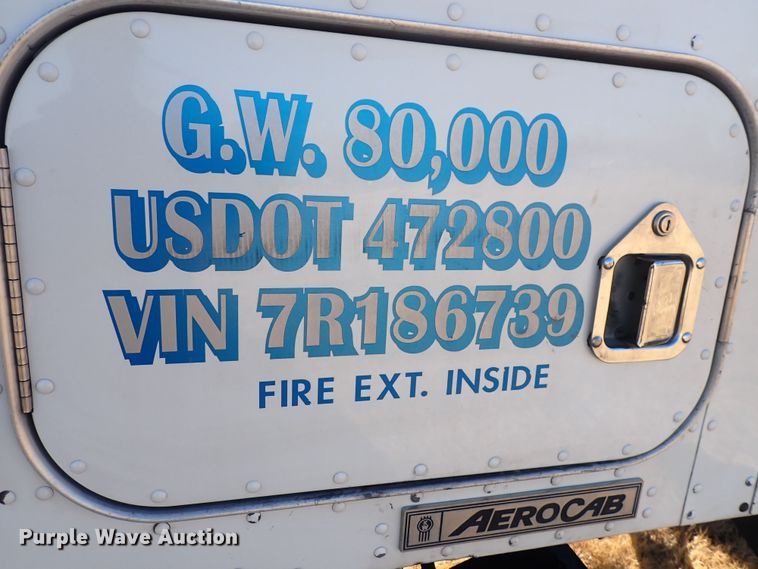 G.W. 80,000
USDOT 472800
VIN 7R186739
FIRE EXT. INSIDE
AEROCAB
Purple Wave Auction